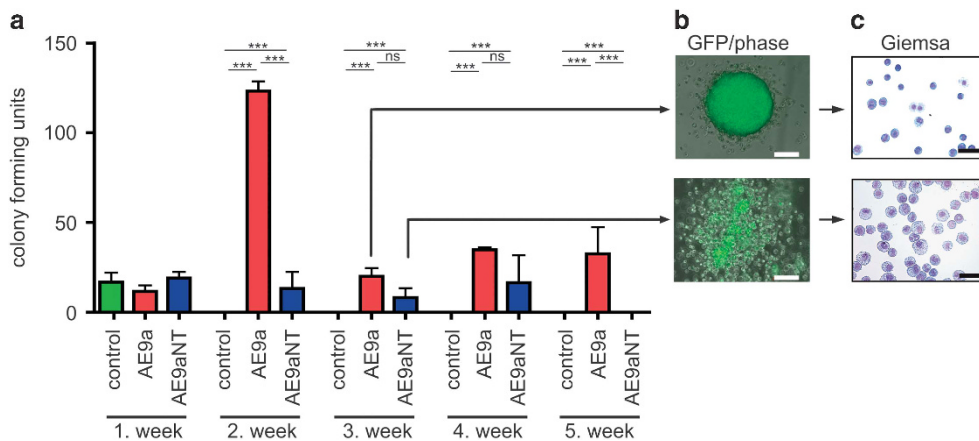 a
b
c
GFP/phase
Giemsa
colony forming units
150
100
50
0
*** *** ***
*** *** ns
*** *** ns
*** *** ***
control AE9a AE9aNT control AE9a AE9aNT control AE9a AE9aNT control AE9a AE9aNT control AE9a AE9aNT
1. week 2. week 3. week 4. week 5. week